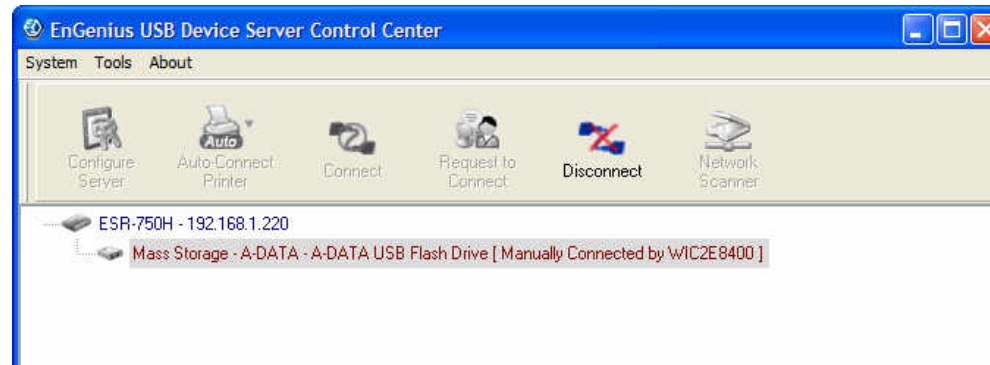 EnGenius USB Device Server Control Center
System Tools About
Configure Server
Auto
Auto-Connect Printer
Connect
Request to Connect
Disconnect
Network Scanner
ESR-750H - 192.168.1.220
Mass Storage - A-DATA - A-DATA USB Flash Drive [ Manually Connected by WIC2E8400 ]